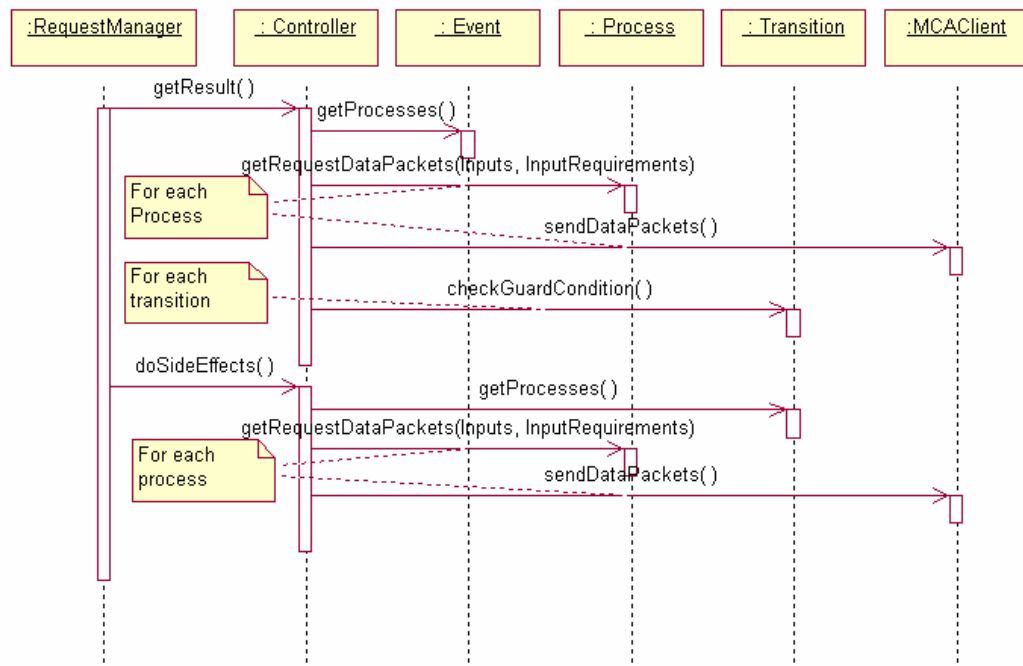 :RequestManager
: Controller
: Event
: Process
: Transition
:MCAClient
getResult( )
getProcesses( )
getRequestDataPackets(Inputs, InputRequirements)
For each
Process
sendDataPackets( )
For each
transition
checkGuardCondition( )
doSideEffects( )
getProcesses( )
getRequestDataPackets(Inputs, InputRequirements)
For each
process
sendDataPackets( )